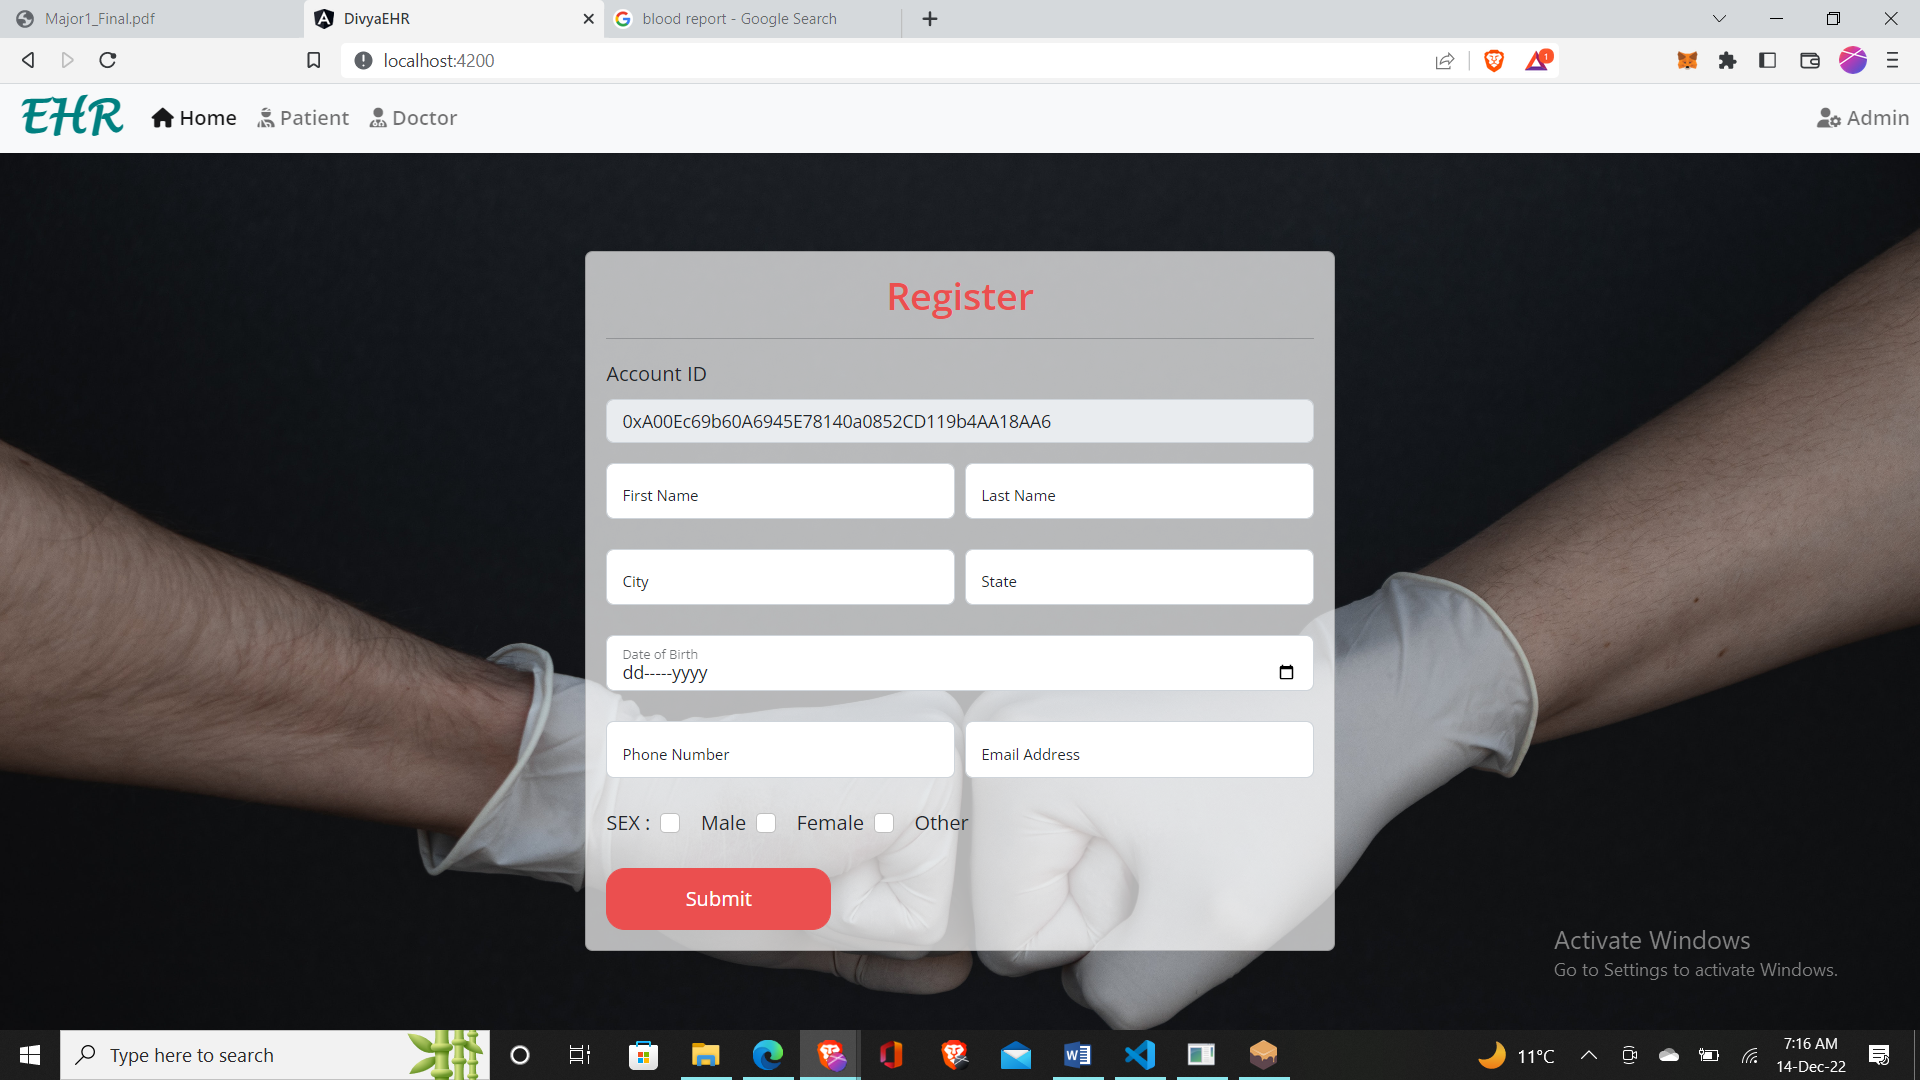 Major1_Final.pdf
DivyaEHR
blood report - Google Search
localhost:4200
1
EHR
Home
Patient
Doctor
Admin
Register
Account ID
0xA00Ec69b60A6945E78140a0852CD119b4AA18AA6
First Name
Last Name
City
State
Date of Birth
dd-----yyyy
Phone Number
Email Address
SEX : Male Female Other
Submit
Activate Windows
Go to Settings to activate Windows.
Type here to search
11°C
7:16 AM
14-Dec-22